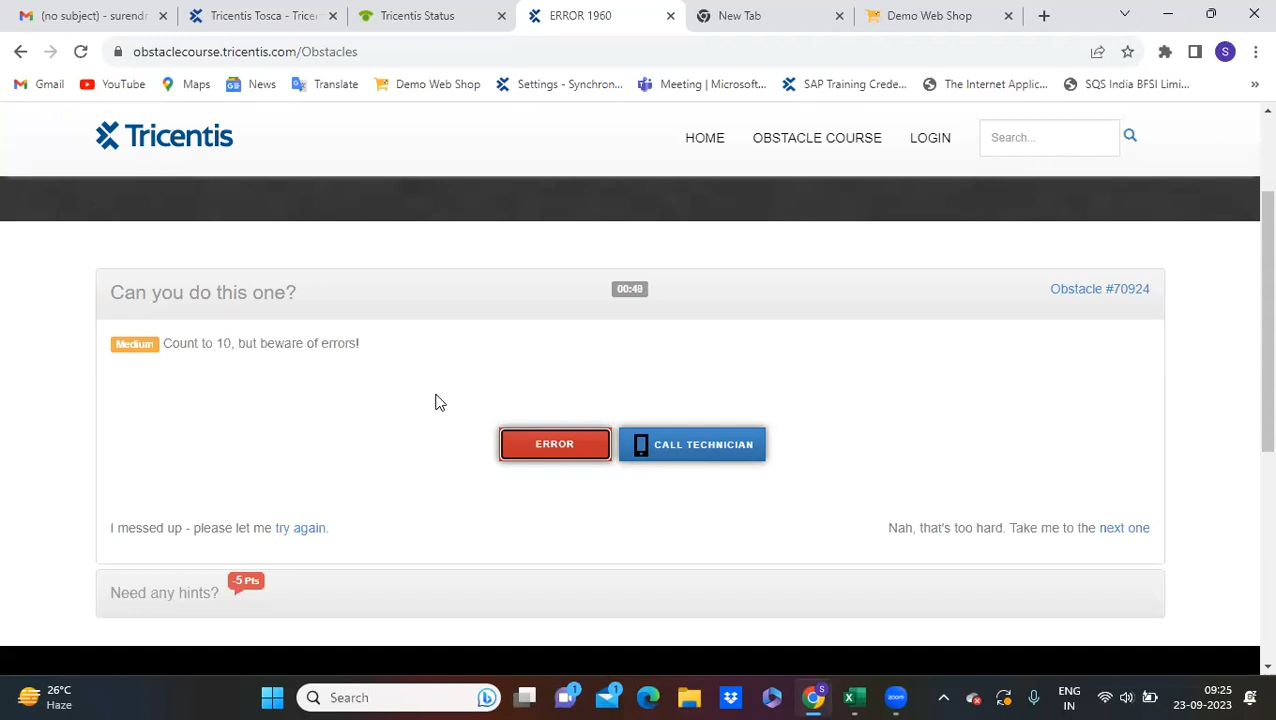 (no subject) - surendr
Tricentis Tosca - Tricen
Tricentis Status
ERROR 1960
New Tab
Demo Web Shop
obstaclecourse.tricentis.com/Obstacles
S
Gmail
YouTube
Maps
News
Translate
Demo Web Shop
Settings - Synchron...
Meeting | Microsoft...
SAP Training Crede...
The Internet Applic...
SQS India BFSI Limi...
»
Tricentis
HOME
OBSTACLE COURSE
LOGIN
Search...
Can you do this one?
00:49
Obstacle #70924
Medium Count to 10, but beware of errors!
ERROR
CALL TECHNICIAN
I messed up - please let me try again.
Nah, that's too hard. Take me to the next one
Need any hints?
-5 Pts
26°C
Haze
Search
1
1
S
zoom
ENG
IN
09:25
23-09-2023